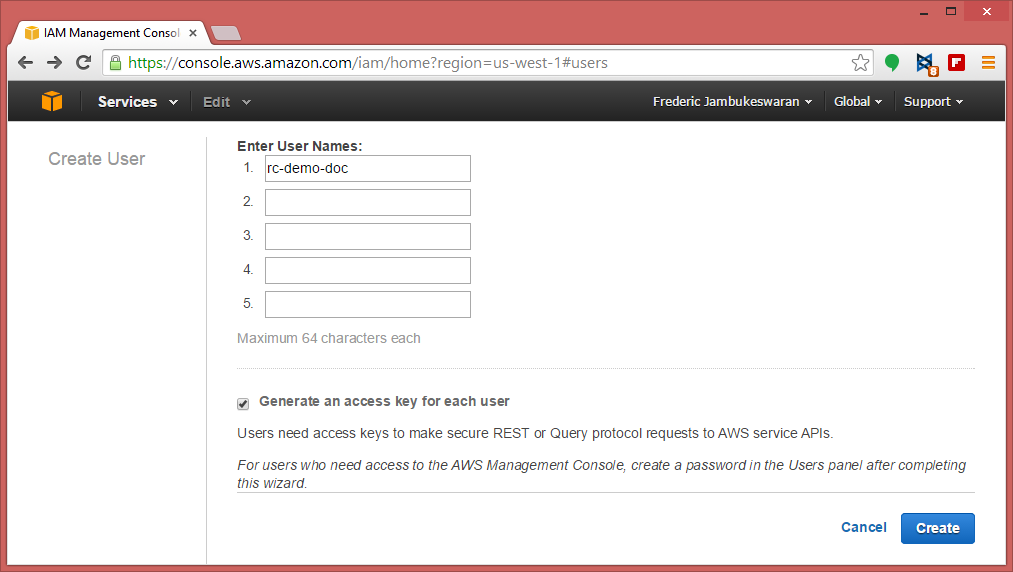 IAM Management Consol
https://console.aws.amazon.com/iam/home?region=us-west-1#users
8
Services Edit Frederic Jambukeswaran Global Support
Create User
Enter User Names:
1. rc-demo-doc
2.
3.
4.
5.
Maximum 64 characters each
Generate an access key for each user
Users need access keys to make secure REST or Query protocol requests to AWS service APIs.
For users who need access to the AWS Management Console, create a password in the Users panel after completing
this wizard.
Cancel Create